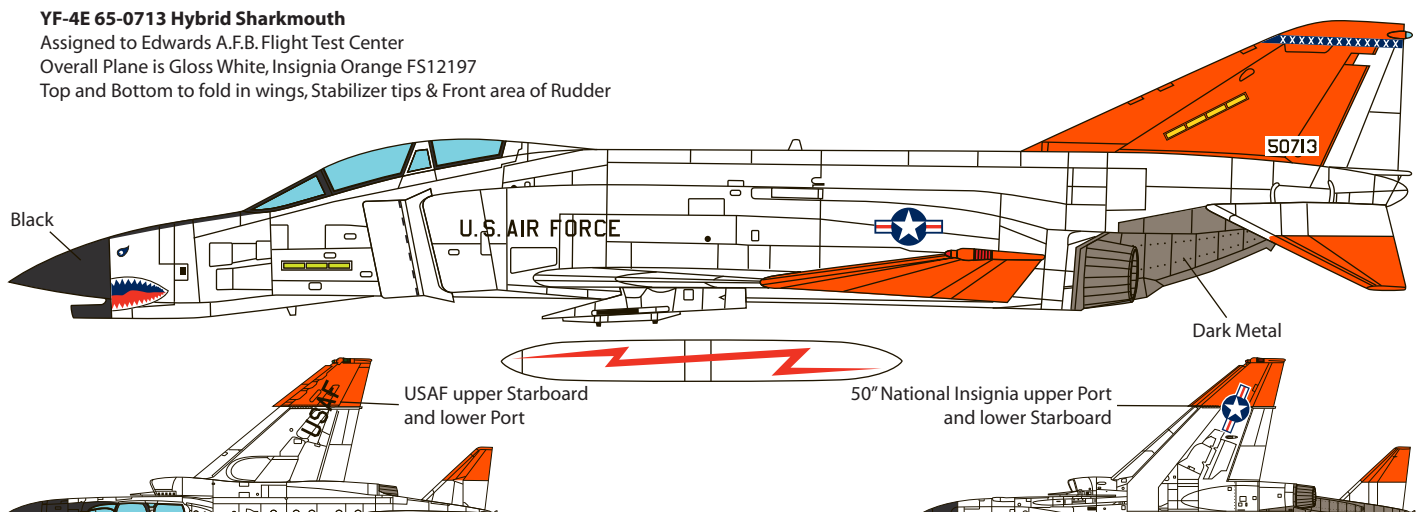 YF-4E 65-0713 Hybrid Sharkmouth
Assigned to Edwards A.F.B. Flight Test Center
Overall Plane is Gloss White, Insignia Orange FS12197
Top and Bottom to fold in wings, Stabilizer tips & Front area of Rudder
XXXXXXXXXXXXX
50713
Black
U.S. AIR FORCE
Dark Metal
USAF upper Starboard
and lower Port
50" National Insignia upper Port
and lower Starboard
USAF